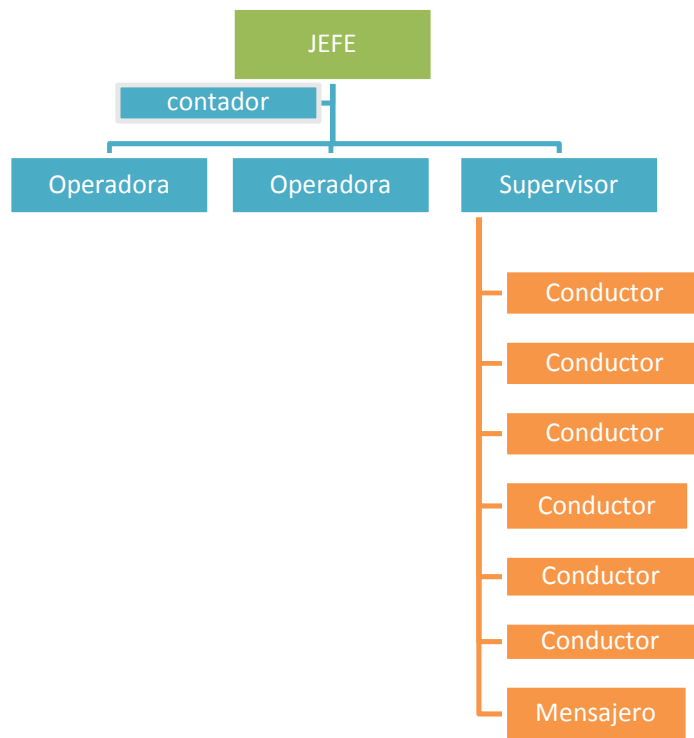 JEFE
contador
Operadora
Operadora
Supervisor
Conductor
Conductor
Conductor
Conductor
Conductor
Conductor
Mensajero